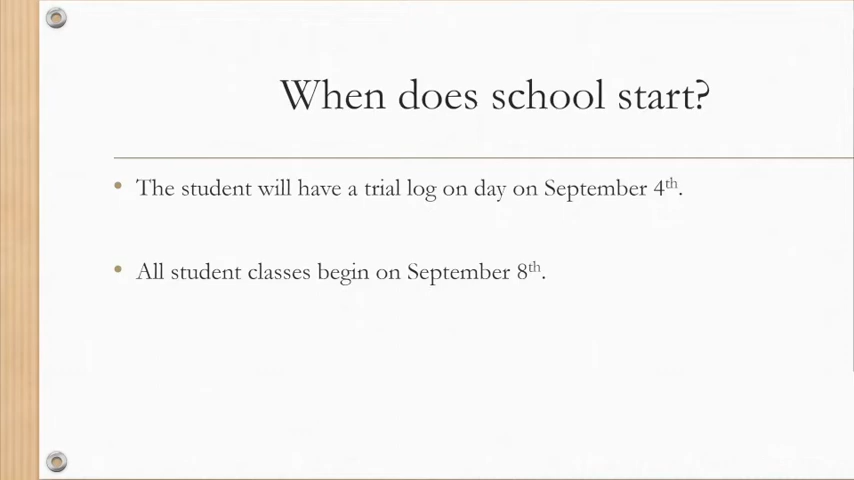 When does school start?
• The student will have a trial log on day on September 4th.
• All student classes begin on September 8th.